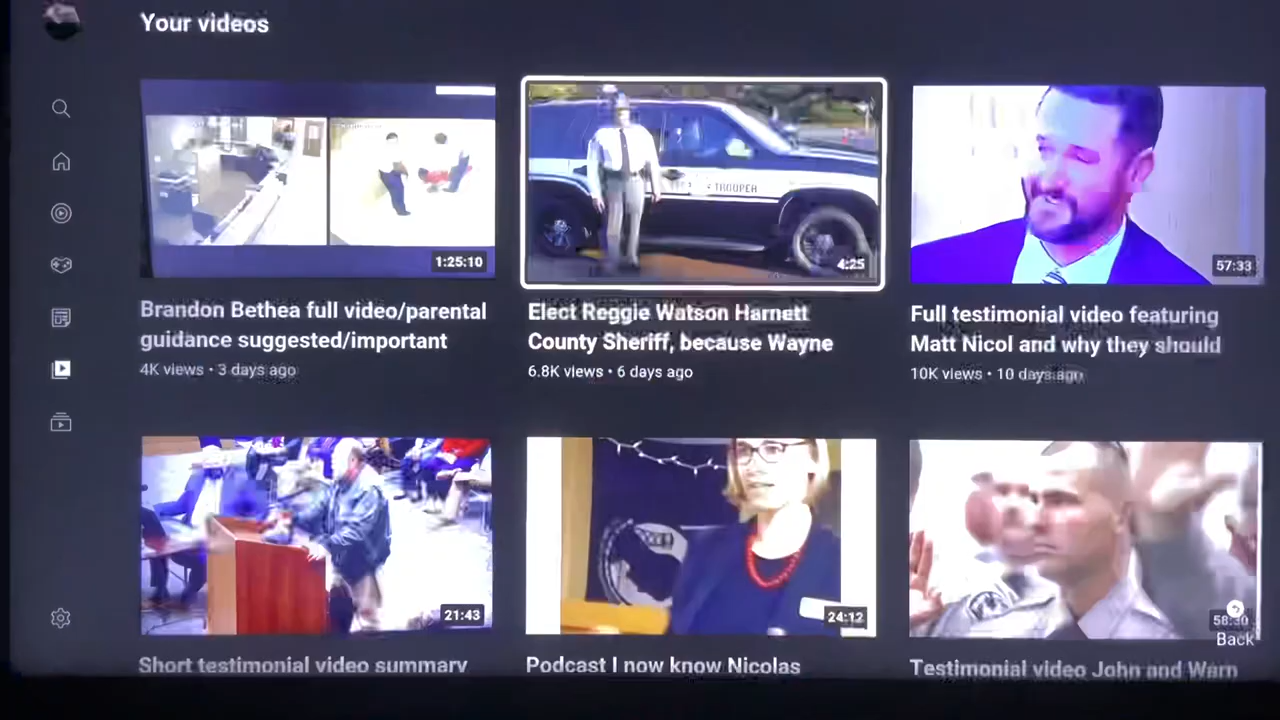 Your videos
1:25:10
TROUPER
4:25
57:33
Brandon Bethea full video/parental
guidance suggested/important
4K views • 3 days ago
Elect Reggie Watson Harnett
County Sheriff, because Wayne
6.8K views • 6 days ago
Full testimonial video featuring
Matt Nicol and why they should
10K views • 10 days ago
21:43
24:12
58:30
Back
Short testimonial video summary
Podcast I now know Nicolas
Testimonial video John and Warn